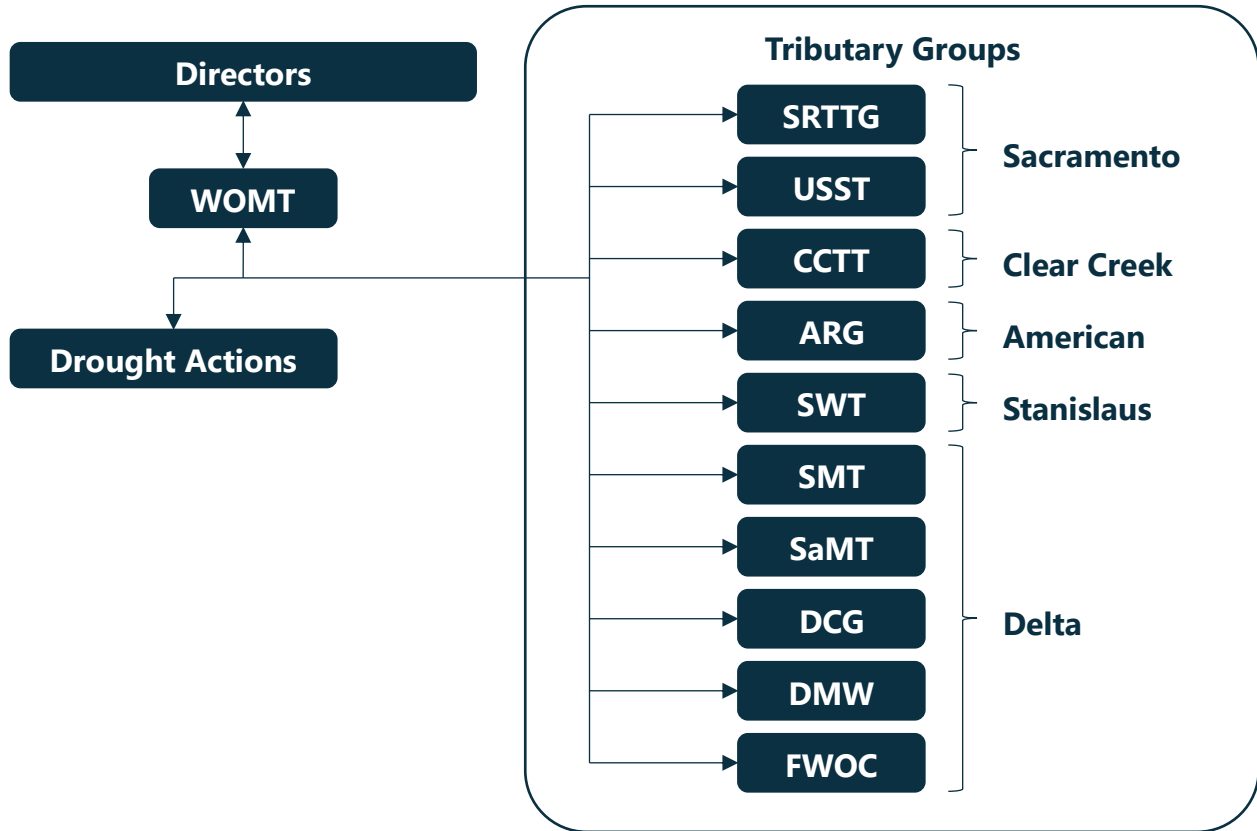 Directors
WOMT
Drought Actions
Tributary Groups
SRTTG
USST
Sacramento
CCTT
Clear Creek
ARG
American
SWT
Stanislaus
SMT
SaMT
DCG
DMW
FWOC
Delta